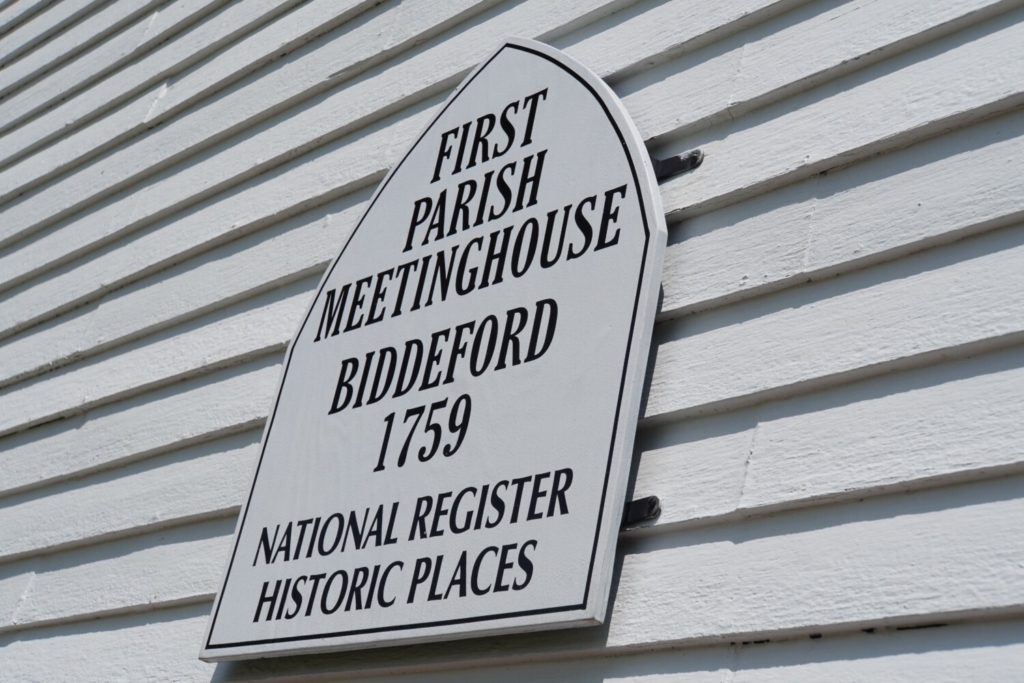 FIRST
PARISH
MEETINGHOUSE
BIDDEFORD
1759
NATIONAL REGISTER
HISTORIC PLACES